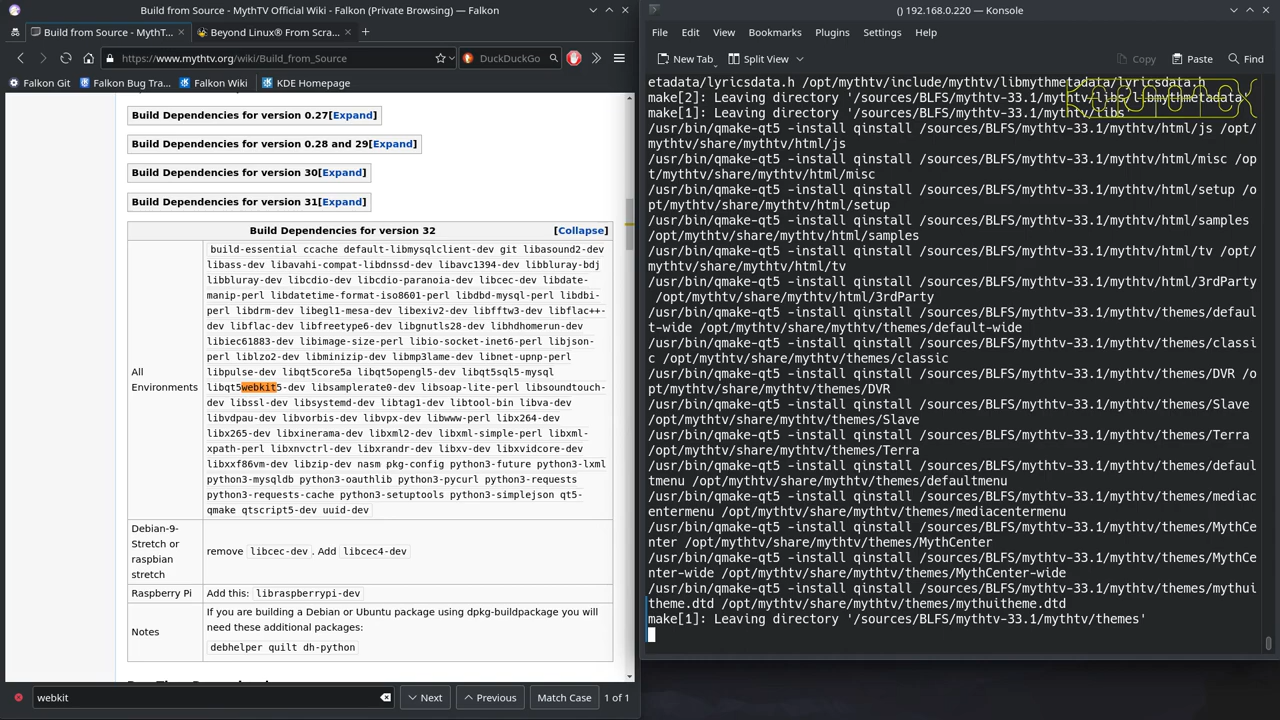 Build from Source - MythTV Official Wiki - Falkon (Private Browsing) — Falkon
Build from Source - MythT...
Beyond Linux® From Scra...
https://www.mythtv.org/wiki/Build_from_Source
DuckDuckGo
Falkon Git
Falkon Bug Tra...
Falkon Wiki
KDE Homepage
Build Dependencies for version 0.27[Expand]
Build Dependencies for version 0.28 and 29[Expand]
Build Dependencies for version 30[Expand]
Build Dependencies for version 31[Expand]
Build Dependencies for version 32 [Collapse]
All
Environments
build-essential ccache default-libmysqlclient-dev git libasound2-dev
libass-dev libavahi-compat-libdnssd-dev libavc1394-dev libbluray-bdj
libbluray-dev libcdio-dev libcdio-paranoia-dev libcec-dev libdate-
manip-perl libdatetime-format-iso8601-perl libdbd-mysql-perl libdbi-
perl libdrm-dev libegl1-mesa-dev libexiv2-dev libfftw3-dev libflac++-
dev libflac-dev libfreetype6-dev libgnutls28-dev libhdhomerun-dev
libiec61883-dev libimage-size-perl libio-socket-inet6-perl libjson-
perl liblzo2-dev libminizip-dev libmp3lame-dev libnet-upnp-perl
libpulse-dev libqt5core5a libqt5opengl5-dev libqt5sql5-mysql
libqt5webkit5-dev libsamplerate0-dev libsoap-lite-perl libsoundtouch-
dev libssl-dev libsystemd-dev libtag1-dev libtool-bin libva-dev
libvdpau-dev libvorbis-dev libvpx-dev libwww-perl libx264-dev
libx265-dev libxinerama-dev libxml2-dev libxml-simple-perl libxml-
xpath-perl libxnvctrl-dev libxrandr-dev libxv-dev libxvidcore-dev
libxxf86vm-dev libzip-dev nasm pkg-config python3-future python3-lxml
python3-mysqldb python3-oauthlib python3-pycurl python3-requests
python3-requests-cache python3-setuptools python3-simplejson qt5-
qmake qtscript5-dev uuid-dev
Debian-9-
Stretch or
raspbian
stretch
remove libcec-dev. Add libcec4-dev
Raspberry Pi
Add this: libraspberrypi-dev
Notes
If you are building a Debian or Ubuntu package using dpkg-buildpackage you will
need these additional packages:
debhelper quilt dh-python
webkit
Next
Previous
Match Case
1 of 1
() 192.168.0.220 — Konsole
File Edit View Bookmarks Plugins Settings Help
New Tab
Split View
Copy
Paste
Find
etadata/lyricsdata.h /opt/mythtv/include/mythtv/libmythmetadata/lyricsdata.h
make[2]: Leaving directory '/sources/BLFS/mythtv-33.1/mythtv/libs/libmythmetadata'
make[1]: Leaving directory '/sources/BLFS/mythtv-33.1/mythtv/libs'
/usr/bin/qmake-qt5 -install qinstall /sources/BLFS/mythtv-33.1/mythtv/html/js /opt/
mythtv/share/mythtv/html/js
/usr/bin/qmake-qt5 -install qinstall /sources/BLFS/mythtv-33.1/mythtv/html/misc /op
t/mythtv/share/mythtv/html/misc
/usr/bin/qmake-qt5 -install qinstall /sources/BLFS/mythtv-33.1/mythtv/html/setup /o
pt/mythtv/share/mythtv/html/setup
/usr/bin/qmake-qt5 -install qinstall /sources/BLFS/mythtv-33.1/mythtv/html/samples
/opt/mythtv/share/mythtv/html/samples
/usr/bin/qmake-qt5 -install qinstall /sources/BLFS/mythtv-33.1/mythtv/html/tv /opt/
mythtv/share/mythtv/html/tv
/usr/bin/qmake-qt5 -install qinstall /sources/BLFS/mythtv-33.1/mythtv/html/3rdParty
/opt/mythtv/share/mythtv/html/3rdParty
/usr/bin/qmake-qt5 -install qinstall /sources/BLFS/mythtv-33.1/mythtv/themes/defaul
t-wide /opt/mythtv/share/mythtv/themes/default-wide
/usr/bin/qmake-qt5 -install qinstall /sources/BLFS/mythtv-33.1/mythtv/themes/classi
c /opt/mythtv/share/mythtv/themes/classic
/usr/bin/qmake-qt5 -install qinstall /sources/BLFS/mythtv-33.1/mythtv/themes/DVR /o
pt/mythtv/share/mythtv/themes/DVR
/usr/bin/qmake-qt5 -install qinstall /sources/BLFS/mythtv-33.1/mythtv/themes/Slave
/opt/mythtv/share/mythtv/themes/Slave
/usr/bin/qmake-qt5 -install qinstall /sources/BLFS/mythtv-33.1/mythtv/themes/Terra
/opt/mythtv/share/mythtv/themes/Terra
/usr/bin/qmake-qt5 -install qinstall /sources/BLFS/mythtv-33.1/mythtv/themes/defaul
tmenu /opt/mythtv/share/mythtv/themes/defaultmenu
/usr/bin/qmake-qt5 -install qinstall /sources/BLFS/mythtv-33.1/mythtv/themes/mediac
entermenu /opt/mythtv/share/mythtv/themes/mediacentermenu
/usr/bin/qmake-qt5 -install qinstall /sources/BLFS/mythtv-33.1/mythtv/themes/MythCe
nter /opt/mythtv/share/mythtv/themes/MythCenter
/usr/bin/qmake-qt5 -install qinstall /sources/BLFS/mythtv-33.1/mythtv/themes/MythCe
nter-wide /opt/mythtv/share/mythtv/themes/MythCenter-wide
/usr/bin/qmake-qt5 -install qinstall /sources/BLFS/mythtv-33.1/mythtv/themes/mythui
theme.dtd /opt/mythtv/share/mythtv/themes/mythuitheme.dtd
make[1]: Leaving directory '/sources/BLFS/mythtv-33.1/mythtv/themes'